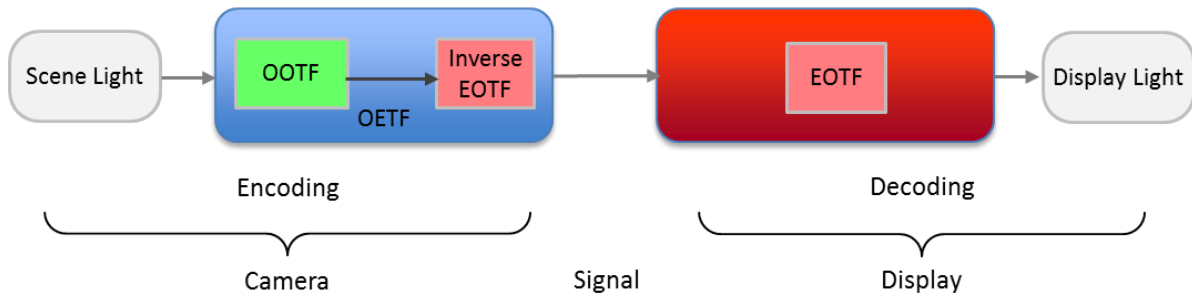 Scene Light
OOTF
Inverse
EOTF
OETF
EOTF
Display Light
Encoding
Decoding
Camera
Signal
Display